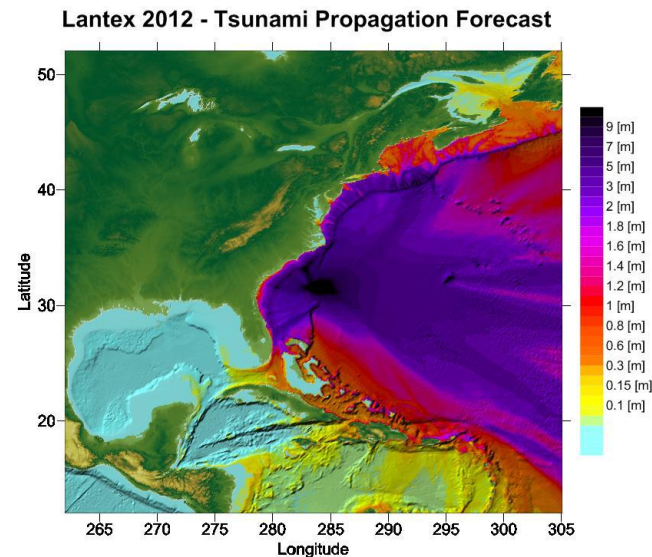 Lantex 2012 - Tsunami Propagation Forecast
50
40
30
20
Latitude
265 270 275 280 285 290 295 300 305
Longitude
9 [m]
7 [m]
5 [m]
3 [m]
2 [m]
1.8 [m]
1.6 [m]
1.4 [m]
1.2 [m]
1 [m]
0.8 [m]
0.6 [m]
0.3 [m]
0.15 [m]
0.1 [m]